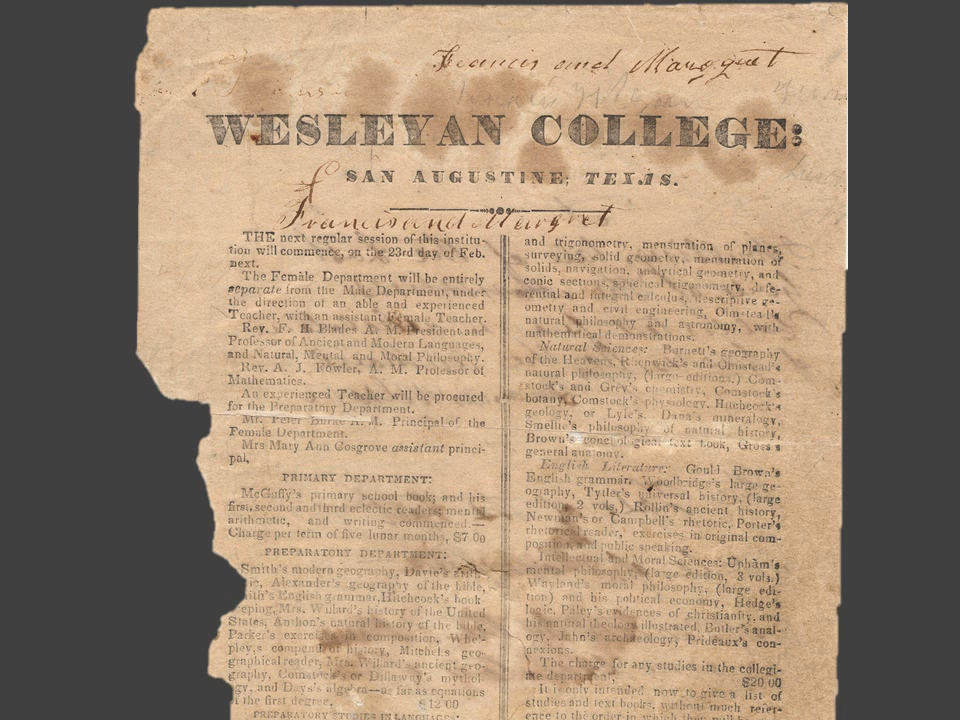 Francis and Margret
WESLEYAN COLLEGE:
SAN AUGUSTINE, TEXAS.
Francis and Margret
THE next regular session of this institu-
tion will commence, on the 23rd day of Feb.
next.
The Female Department will be entirely
separate from the Male Department, under
the direction of an able and experienced
Teacher, with an assistant Female Teacher.
Rev. F. H. Blades A. M. President and
Professor of Ancient and Modern Languages,
and Natural, Mental and Moral Philosophy.
Rev. A. J. Fowler, A. M. Professor of
Mathematics.
An experienced Teacher will be procured
for the Preparatory Department.
Mr. Peter Burke A. M. Principal of the
Female Department.
Mrs Mary Ann Cosgrove assistant princi-
pal,
PRIMARY DEPARTMENT:
McGuffy's primary school book; and his
first, second and third eclectic readers; mental
arithmetic, and writing commenced.—
Charge per term of five lunar months, $7 00
PREPARATORY DEPARTMENT:
Smith's modern geography, Davie's arith-
Alexander's geography of the bible,
English grammar, Hitchcock's book
eeping, Mrs. Willard's history of the United
States, Anthon's natural history of the bible,
Parker's exercises in composition, Whe-
pley's compend of history, Mitchels geo-
graphical reader, Mrs. Willard's ancient geo-
graphy, Comstock's or Dillaway's mythol-
gy, and Days's algebra—as far as equations
of the first degree, $12 00
PREPARATORY STUDIES IN LANGUAGES:
and trigonometry, mensuration of planes,
surveying, solid geometry, mensuration of
solids, navigation, analytical geometry, and
conic sections, spherical trigonometry, defe-
rential and integral calculus, descriptive ge-
ometry and civil engineering, Olmstead's
natural philosophy and astronomy, with
mathematical demonstrations.
Natural Sciences: Burnett's geography
of the Heavens, Rhenwick's and Olmstead's
natural philosophy, (large editions.) Com-
stock's and Grey's chemistry, Comstock's
botany, Comstock's physiology, Hitchcock's
geology, or Lyle's. Dana's mineralogy,
Smellie's philosophy of natural history,
Brown's conchological text book, Gross's
general anatomy.
English Literature: Gould Brown's
English grammar, Woodbridge's large ge-
ography, Tytler's universal history, (large
edition, 2 vols,) Rollin's ancient history,
Newman's or Campbell's rhetoric, Porter's
rhetorical reader, exercises in original com-
position, and public speaking.
Intellectual and Moral Sciences: Upham's
mental philosophy, (large edition, 3 vols.)
Wayland's moral philosophy, (large edi-
tion) and his political economy, Hedge's
logic, Paley's evidences of christianity, and
his natural theology illustrated, Butler's anal-
ogy. Jahn's archaeology, Prideaux's con-
nexions.
The charge for any studies in the collegi-
ate department, $20 00
It is only intended now to give a list of
studies and text books, without much refer-
ence to the order in which they